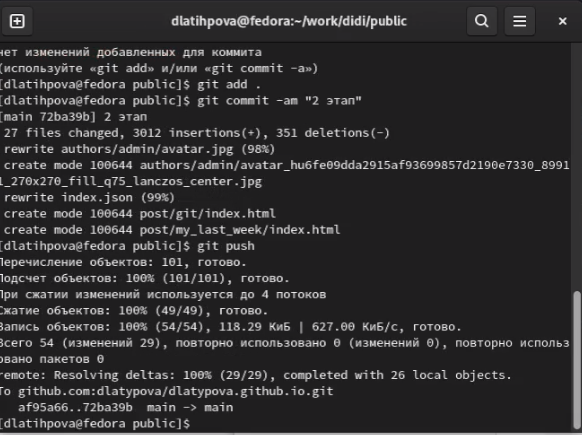 dlatihpova@fedora:~/work/didi/public
нет изменений добавленных для коммита
(используйте «git add» и/или «git commit -a»)
[dlatihpova@fedora public]$ git add .
[dlatihpova@fedora public]$ git commit -am "2 этап"
[main 72ba39b] 2 этап
27 files changed, 3012 insertions(+), 351 deletions(-)
rewrite authors/admin/avatar.jpg (98%)
create mode 100644 authors/admin/avatar_hu6fe09dda2915af93699857d2190e7330_8991
1_270x270_fill_q75_lanczos_center.jpg
rewrite index.json (99%)
create mode 100644 post/git/index.html
create mode 100644 post/my_last_week/index.html
[dlatihpova@fedora public]$ git push
Перечисление объектов: 101, готово.
Подсчет объектов: 100% (101/101), готово.
При сжатии изменений используется до 4 потоков
Сжатие объектов: 100% (49/49), готово.
Запись объектов: 100% (54/54), 118.29 КиБ | 627.00 КиБ/с, готово.
Всего 54 (изменений 29), повторно использовано 0 (изменений 0), повторно использ
овано пакетов 0
remote: Resolving deltas: 100% (29/29), completed with 26 local objects.
To github.com:dlatypova/dlatypova.github.io.git
af95a66..72ba39b main -> main
[dlatihpova@fedora public]$